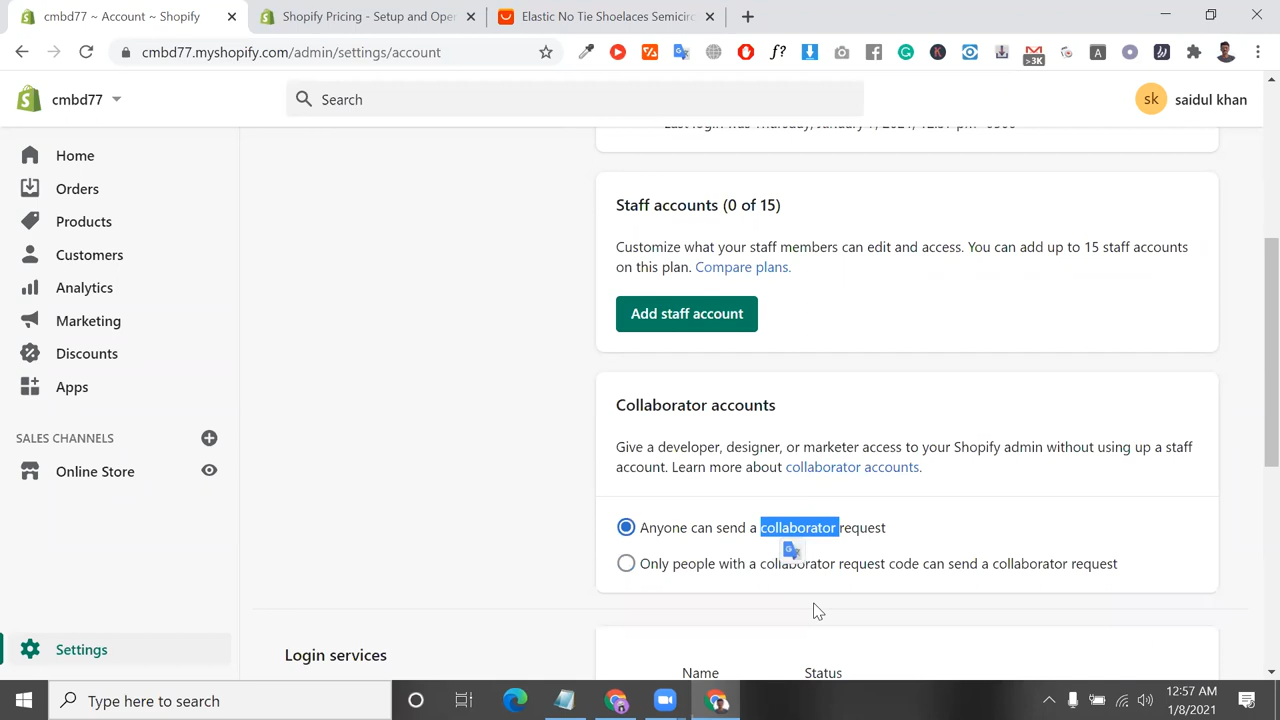 cmbd77 ~ Account ~ Shopify
Shopify Pricing - Setup and Oper
Elastic No Tie Shoelaces Semicirc
cmbd77.myshopify.com/admin/settings/account
f?
>3K
A
cmbd77
Search
sk
saidul khan
Home
Orders
Products
Customers
Analytics
Marketing
Discounts
Apps
SALES CHANNELS
Online Store
Settings
Staff accounts (0 of 15)
Customize what your staff members can edit and access. You can add up to 15 staff accounts
on this plan. Compare plans.
Add staff account
Collaborator accounts
Give a developer, designer, or marketer access to your Shopify admin without using up a staff
account. Learn more about collaborator accounts.
Anyone can send a collaborator request
Only people with a collaborator request code can send a collaborator request
Login services
Name
Status
Type here to search
12:57 AM
1/8/2021